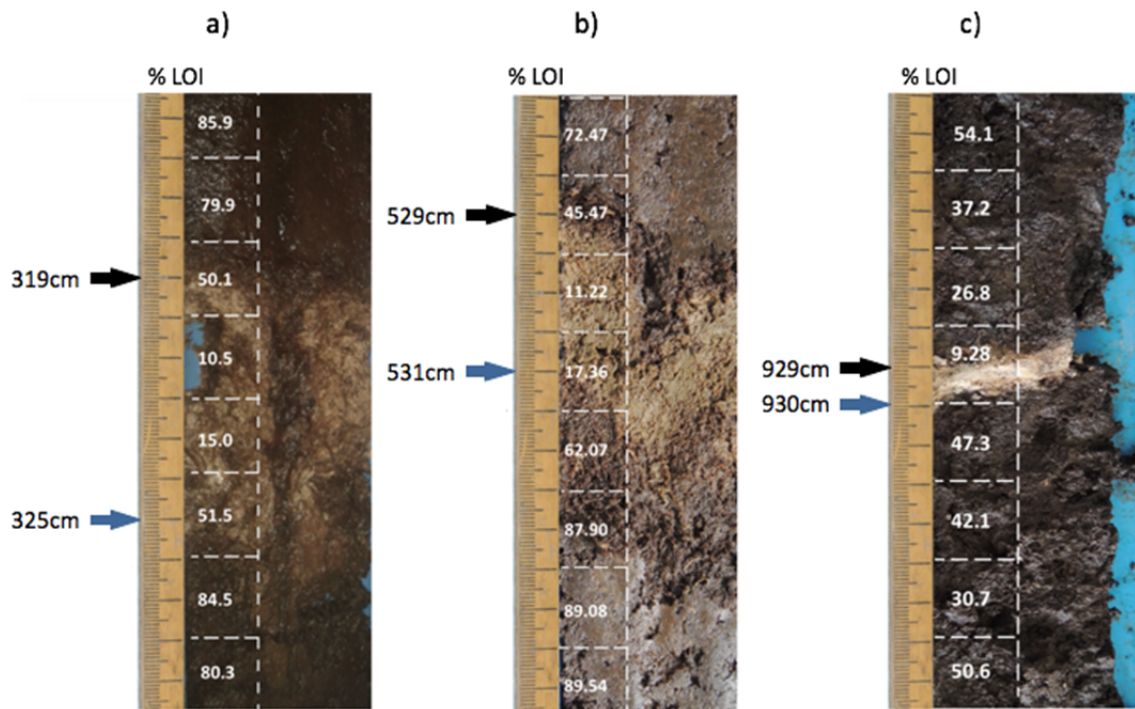 a)
% LOI
85.9
79.9
319cm
50.1
10.5
15.0
325cm
51.5
84.5
80.3
b)
% LOI
72.47
529cm
45.47
11.22
531cm
17.36
62.07
87.90
89.08
89.54
c)
% LOI
54.1
37.2
26.8
9.28
929cm
930cm
47.3
42.1
30.7
50.6